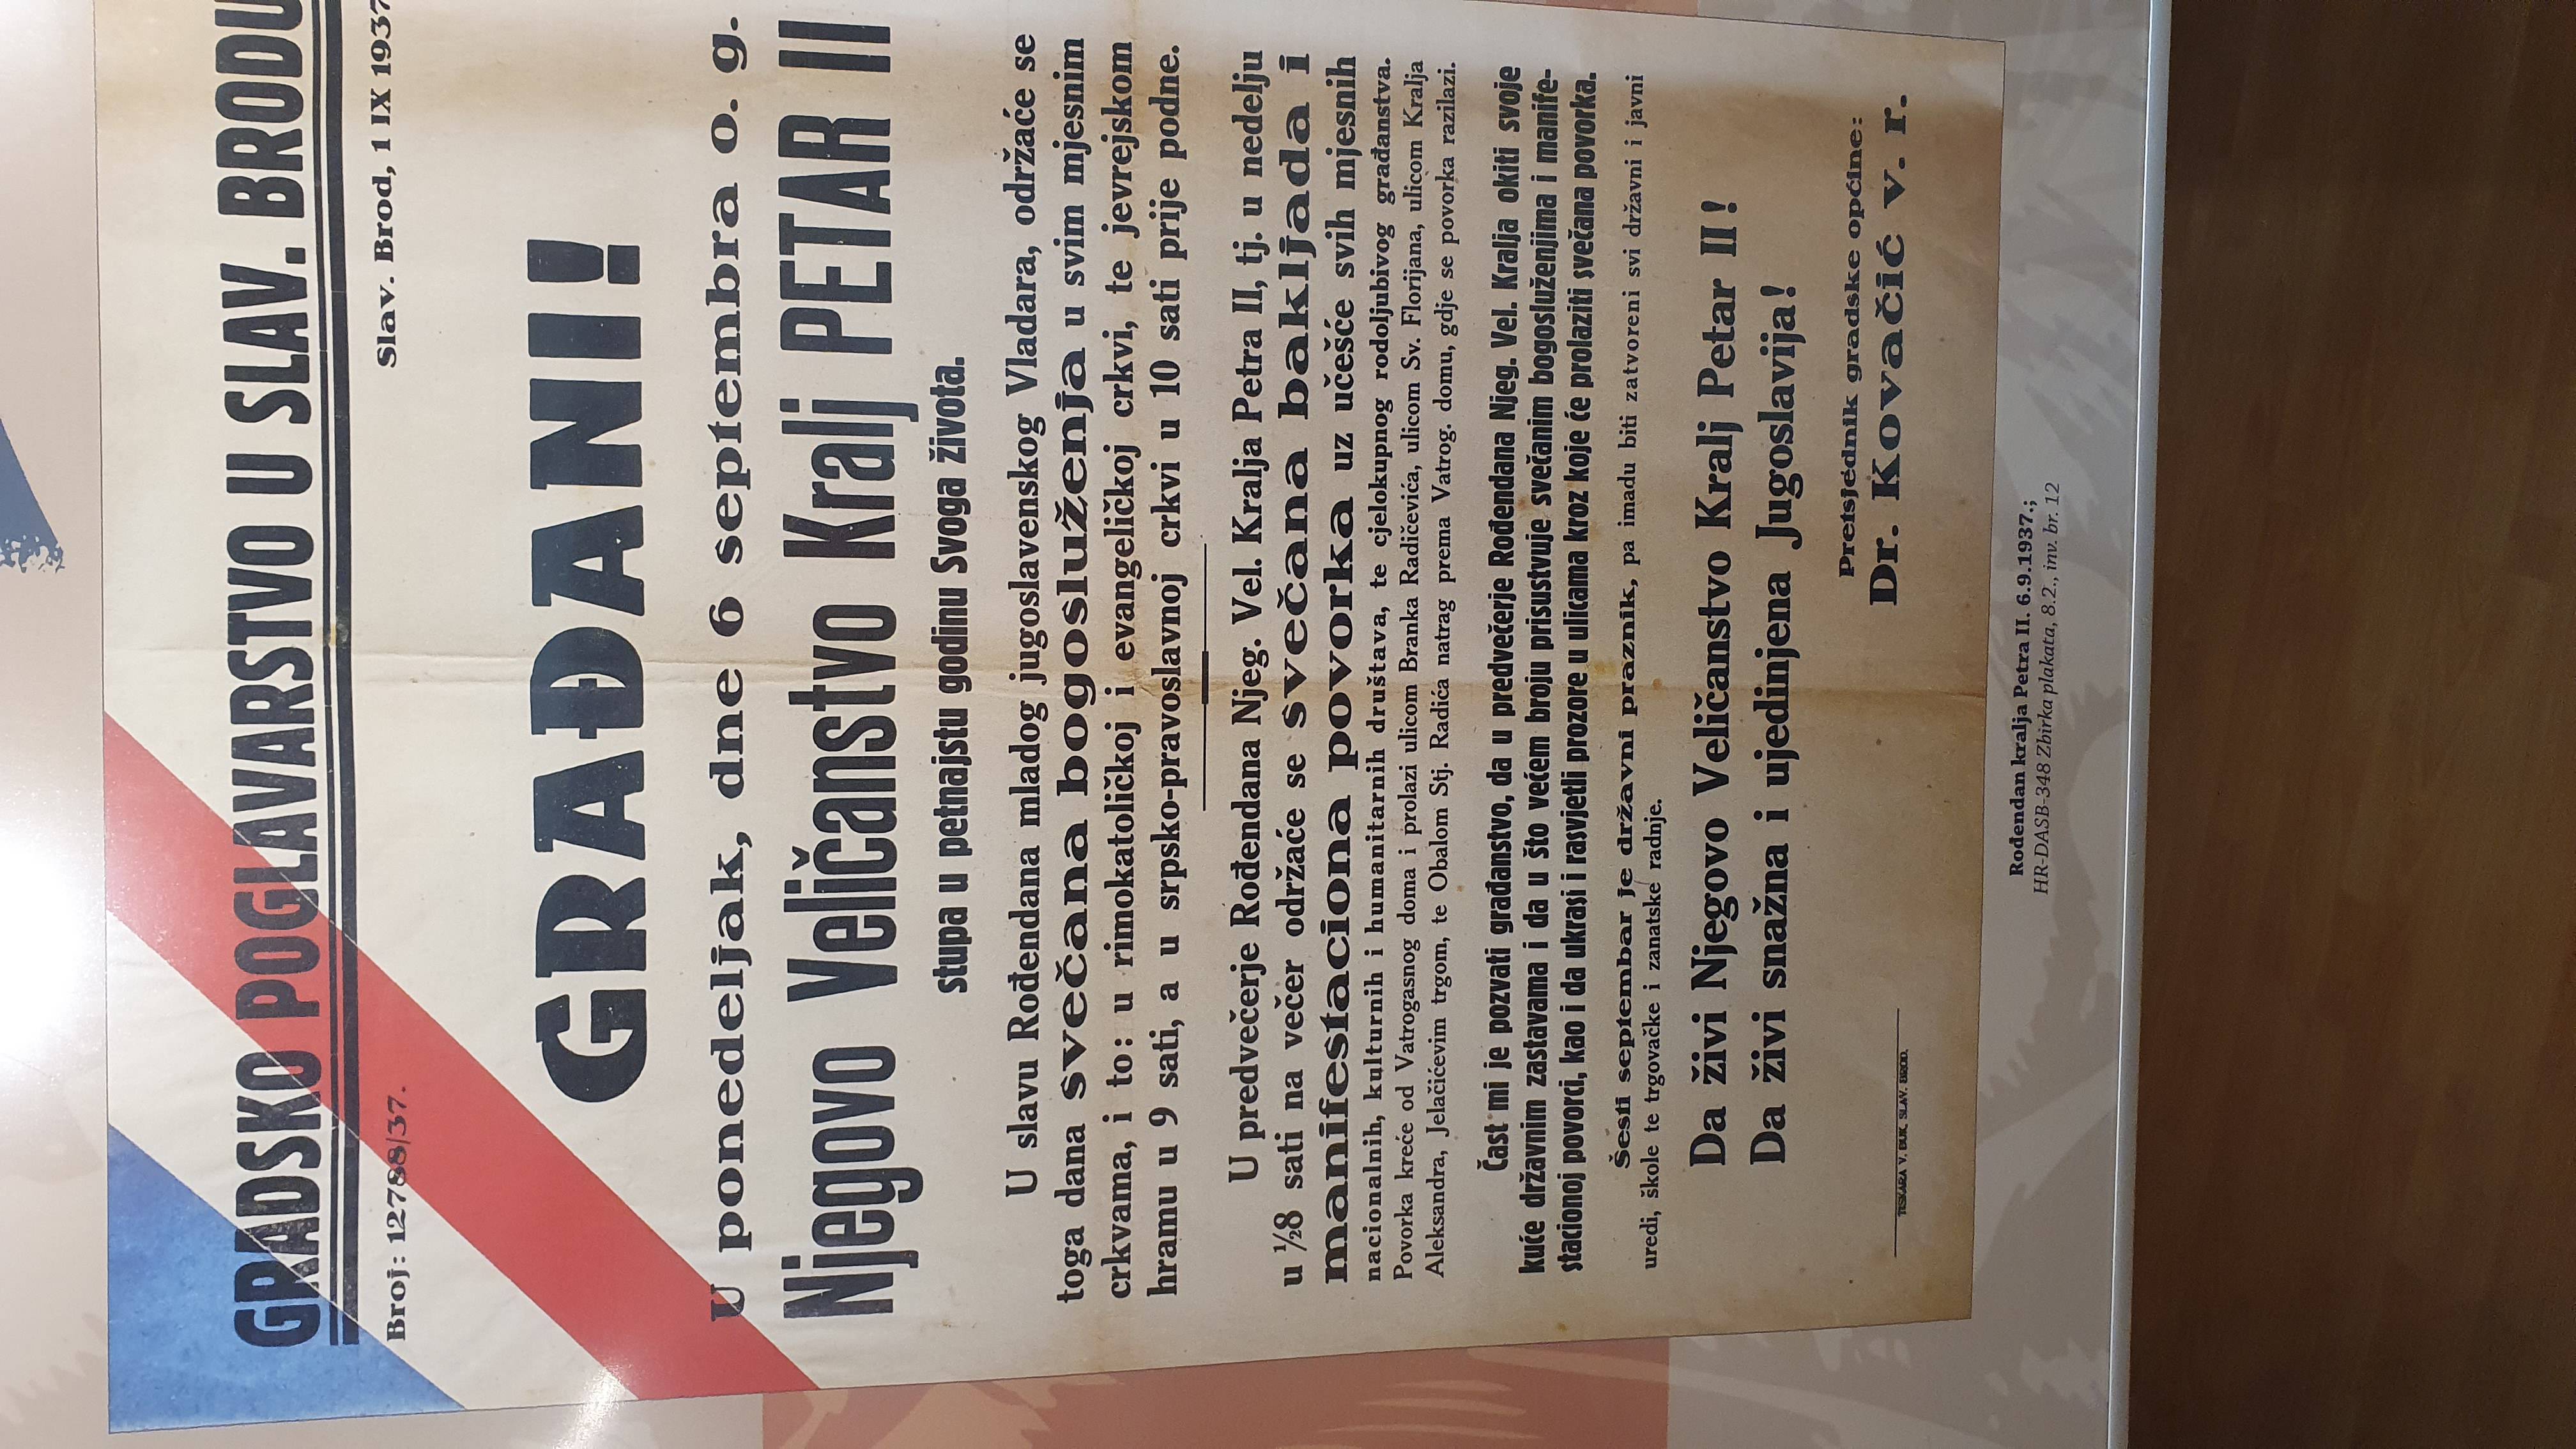 GRADSKO POGLAVARSTVO U SLAV. BRODU
Broj: 12788/37.
Slav. Brod, 1 IX 1937
GRAĐANI!
U ponedeljak, dne 6 septembra o. g.
Njegovo Veličanstvo Kralj PETAR II
stupa u petnajstu godinu Svoga života.
U slavu Rođendana mladog jugoslavenskog Vladara, održaće se
toga dana svečana bogosluženja u svim mjesnim
crkvama, i to: u rimokatoličkoj i evangeličkoj crkvi, te jevrejskom
hramu u 9 sati, a u srpsko-pravoslavnoj crkvi u 10 sati prije podne.
U predvečerje Rođendana Njeg. Vel. Kralja Petra II, tj. u nedelju
u ½8 sati na večer održaće se svečana bakljada i
manifestaciona povorka uz učešće svih mjesnih
nacionalnih, kulturnih i humanitarnih društava, te cjelokupnog rodoljubivog građanstva.
Povorka kreće od Vatrogasnog doma i prolazi ulicom Branka Radičevića, ulicom Sv. Florijana, ulicom Kralja
Aleksandra, Jelačićevim trgom, te Obalom Stj. Radića natrag prema Vatrog. domu, gdje se povorka razilazi.
Čast mi je pozvati građanstvo, da u predvečerje Rođendana Njeg. Vel. Kralja okiti svoje
kuće državnim zastavama i da u što većem broju prisustvuje svečanim bogosluženjima i manife-
stacionoj povorci, kao i da ukrasi i rasvjetli prozore u ulicama kroz koje će prolaziti svečana povorka.
Šesti septembar je državni praznik, pa imadu biti zatvoreni svi državni i javni
uredi, škole te trgovačke i zanatske radnje.
Da živi Njegovo Veličanstvo Kralj Petar II!
Da živi snažna i ujedinjena Jugoslavija!
Pretsjednik gradske općine:
Dr. Kovačić v. r.
TISKARA V. ĐUK, SLAV. BROD.
Rođendan kralja Petra II. 6.9.1937.;
HR-DASB-348 Zbirka plakata, 8.2., inv. br. 12